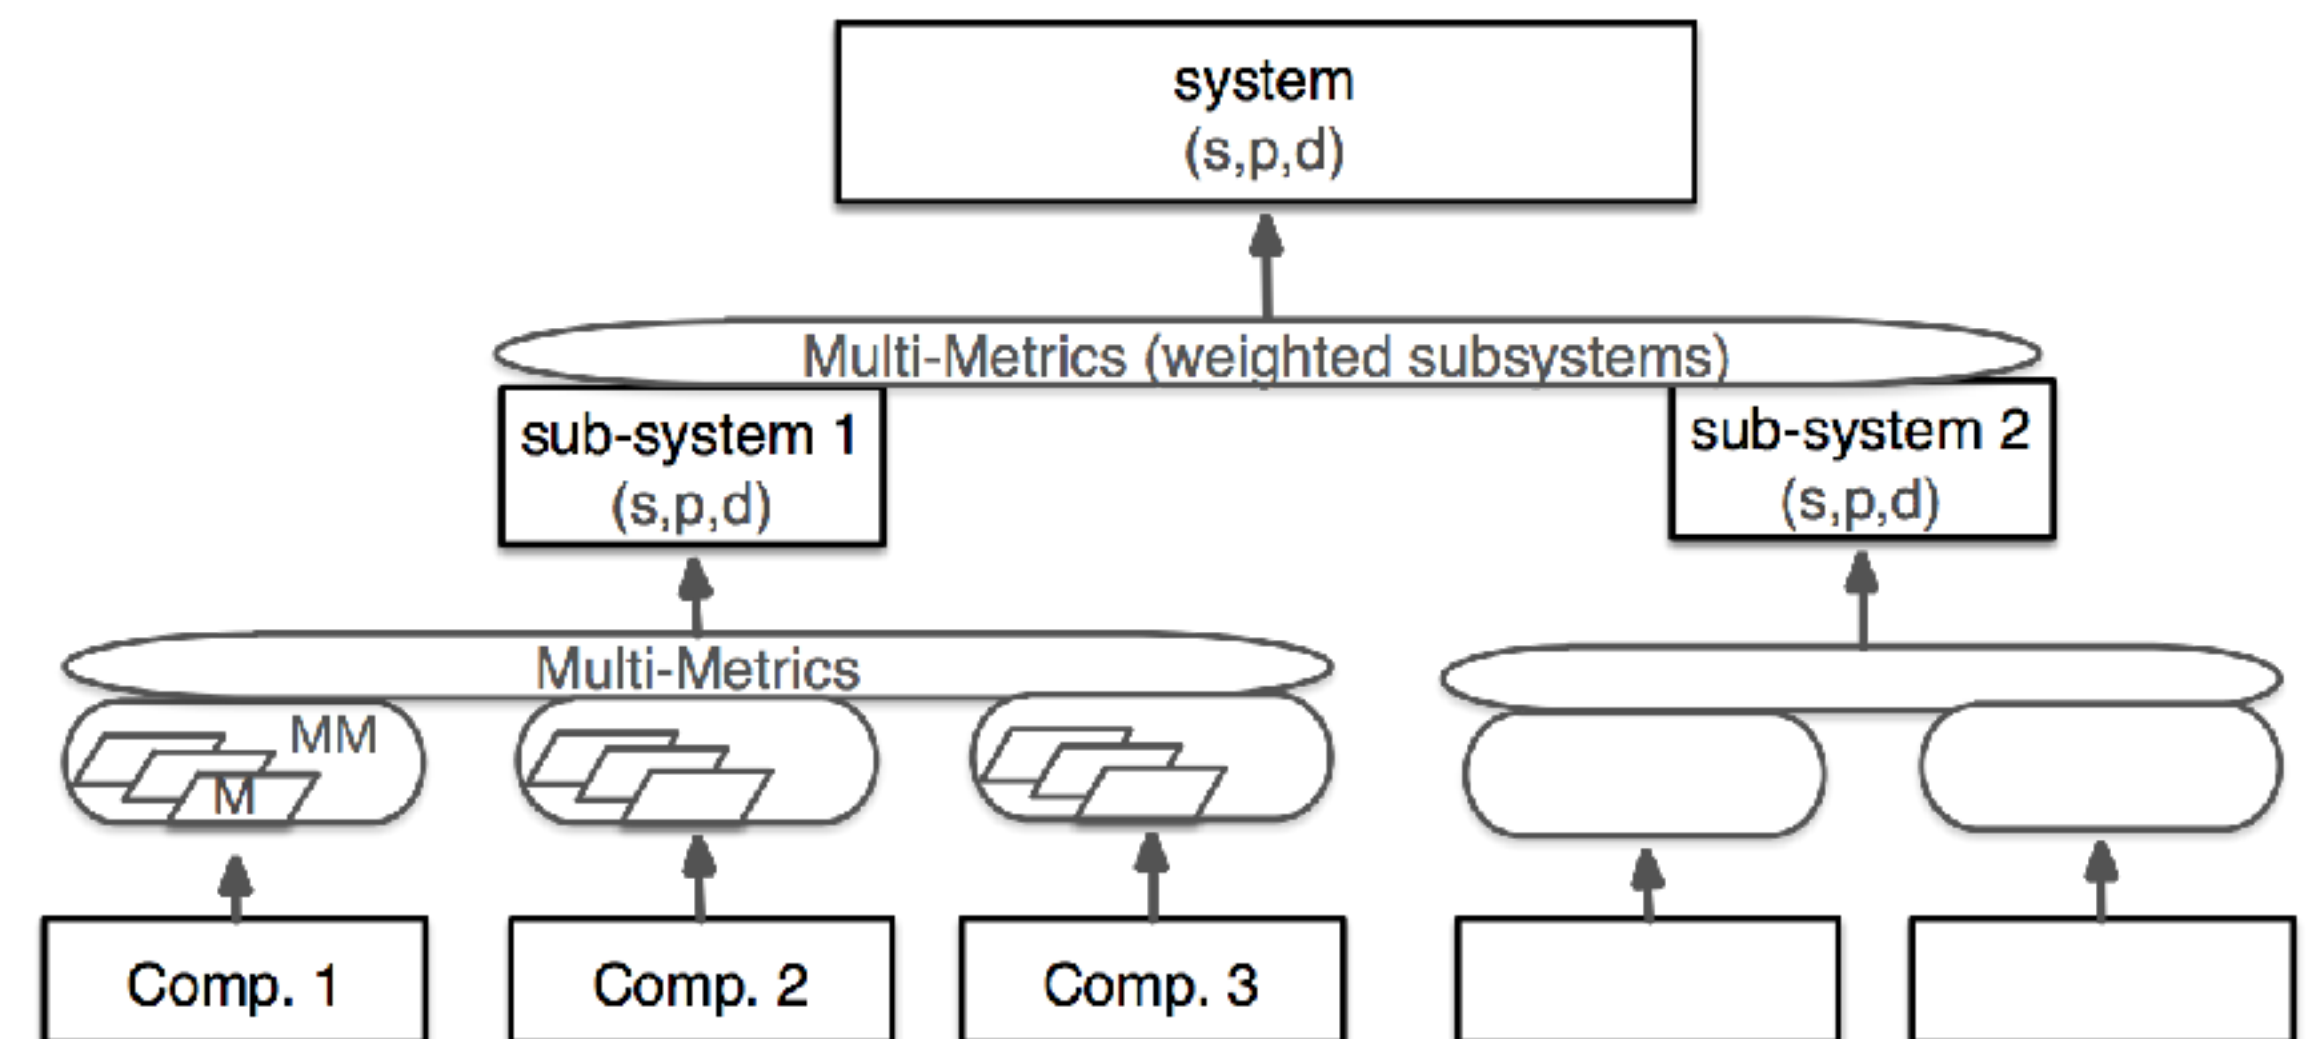 system
(s,p,d)
Multi-Metrics (weighted subsystems)
sub-system 1
(s,p,d)
sub-system 2
(s,p,d)
Multi-Metrics
MM
M
Comp. 1
Comp. 2
Comp. 3